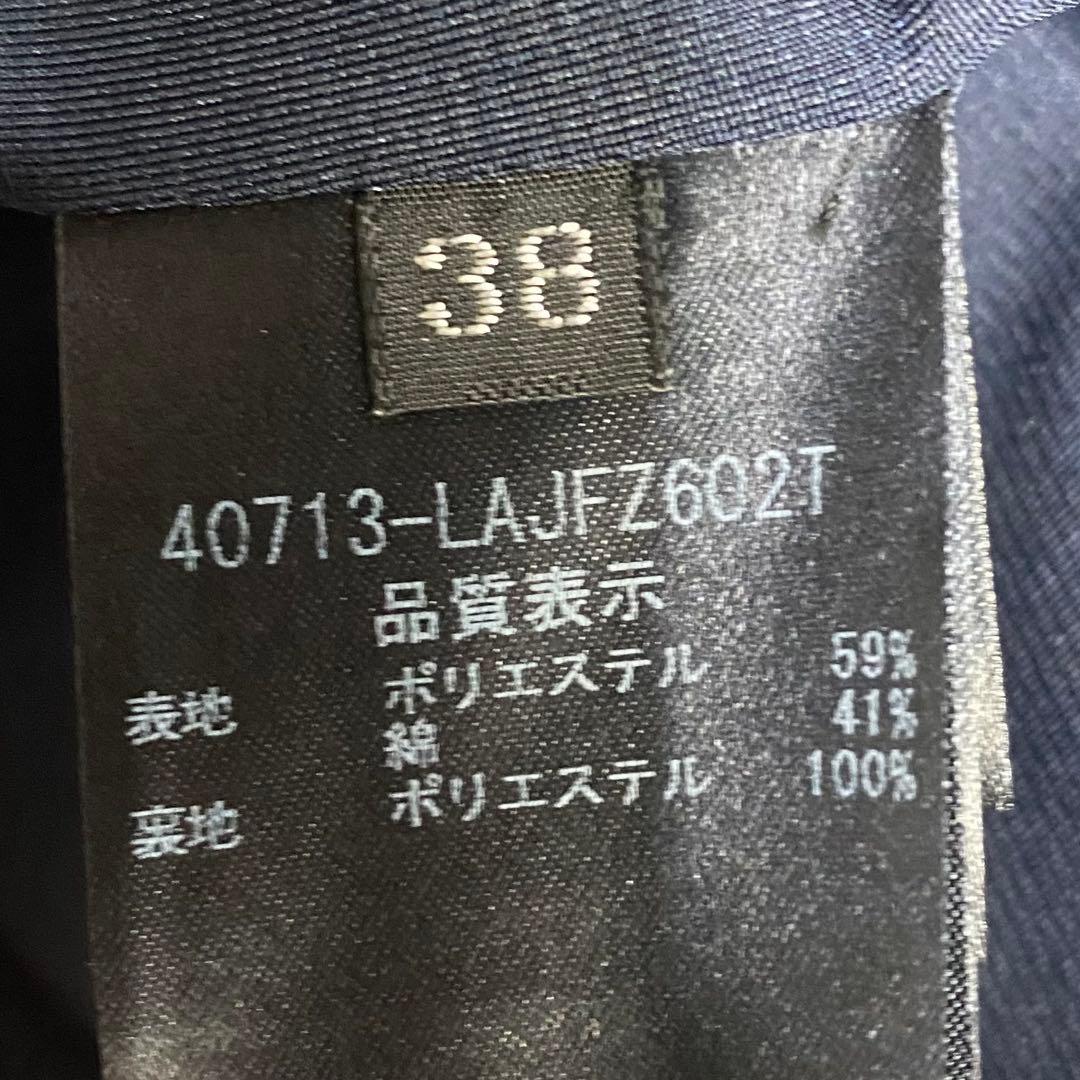 38
40713-LAJFZ602T
品質表示
表地 ポリエステル 59%
綿 41%
裏地 ポリエステル 100%